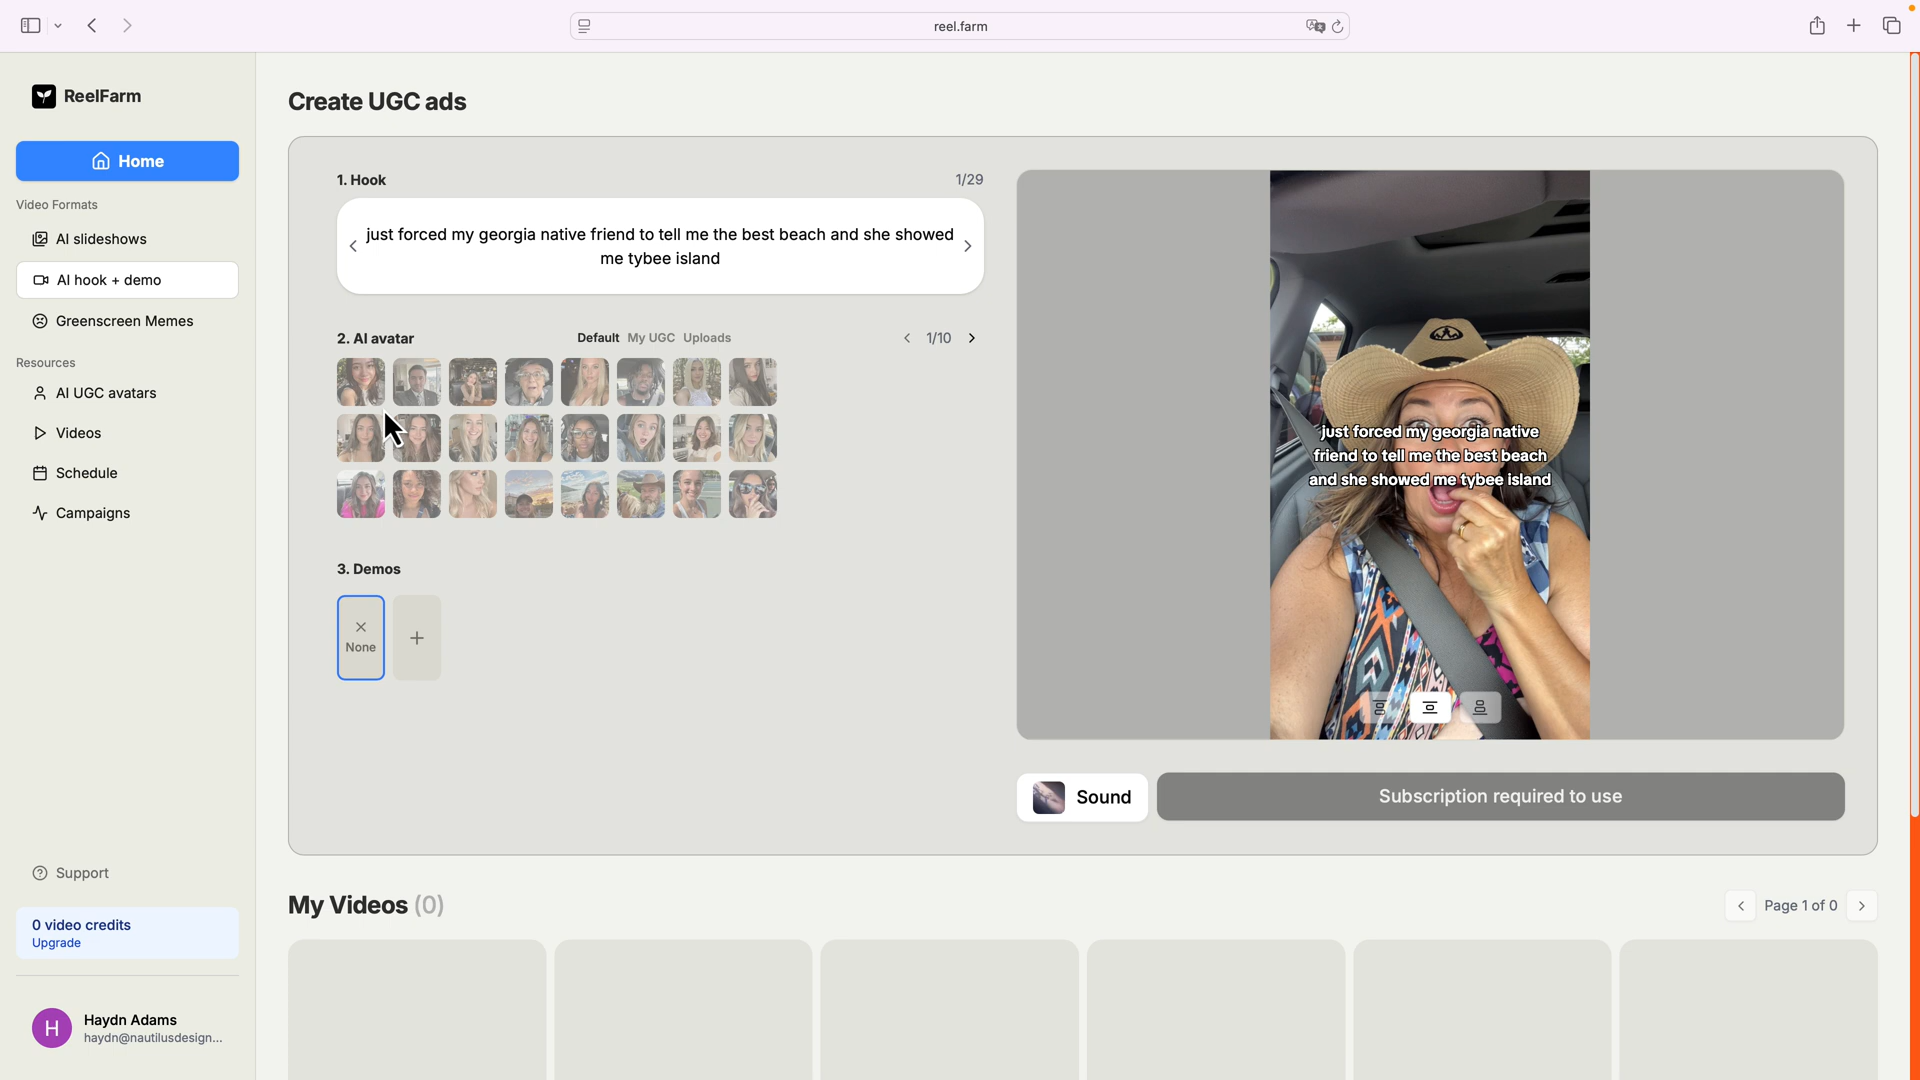 reel.farm
ReelFarm
Home
Video Formats
AI slideshows
AI hook + demo
Greenscreen Memes
Resources
AI UGC avatars
Videos
Schedule
Campaigns
Support
0 video credits
Upgrade
H
Haydn Adams
haydn@nautilusdesign...
Create UGC ads
1. Hook
1/29
just forced my georgia native friend to tell me the best beach and she showed
me tybee island
2. AI avatar
Default My UGC Uploads
1/10
3. Demos
None
just forced my georgia native
friend to tell me the best beach
and she showed me tybee island
Sound
Subscription required to use
My Videos (0)
Page 1 of 0